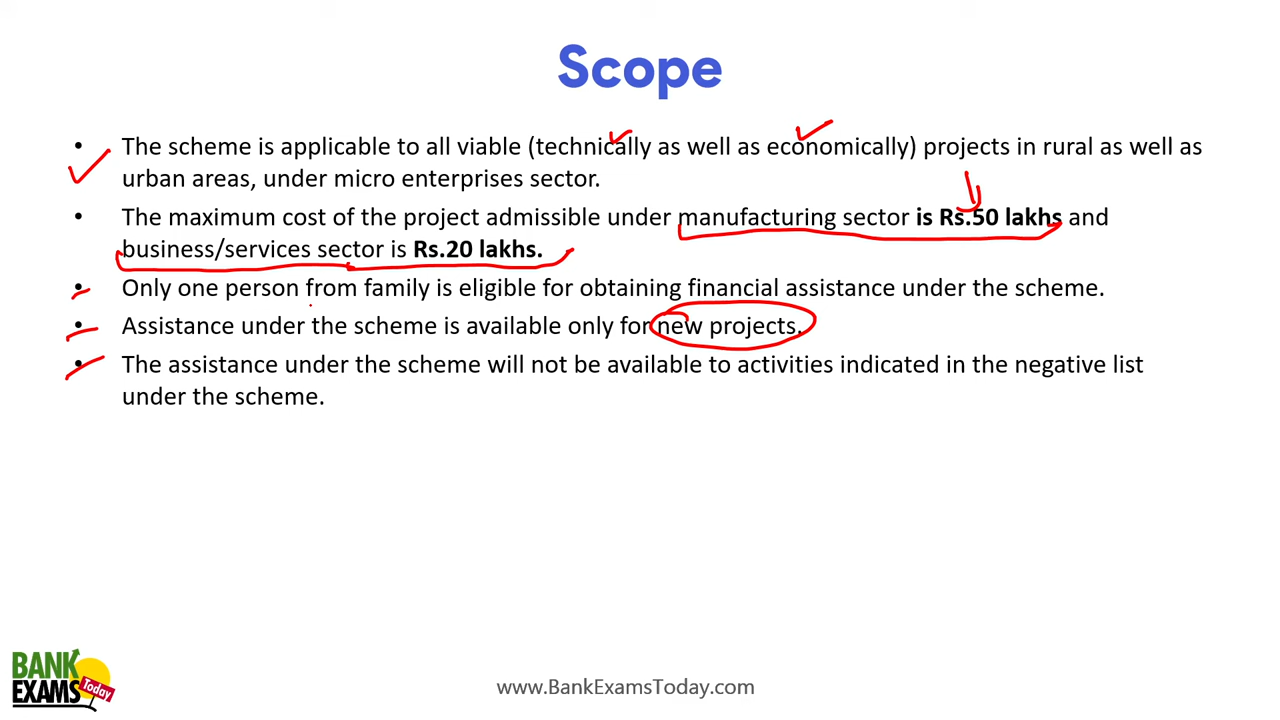 Scope
• The scheme is applicable to all viable (technically as well as economically) projects in rural as well as
urban areas, under micro enterprises sector.
• The maximum cost of the project admissible under manufacturing sector is Rs.50 lakhs and
business/services sector is Rs.20 lakhs.
• Only one person from family is eligible for obtaining financial assistance under the scheme.
• Assistance under the scheme is available only for new projects.
• The assistance under the scheme will not be available to activities indicated in the negative list
under the scheme.
BANK
EXAMS
Today
www.BankExamsToday.com